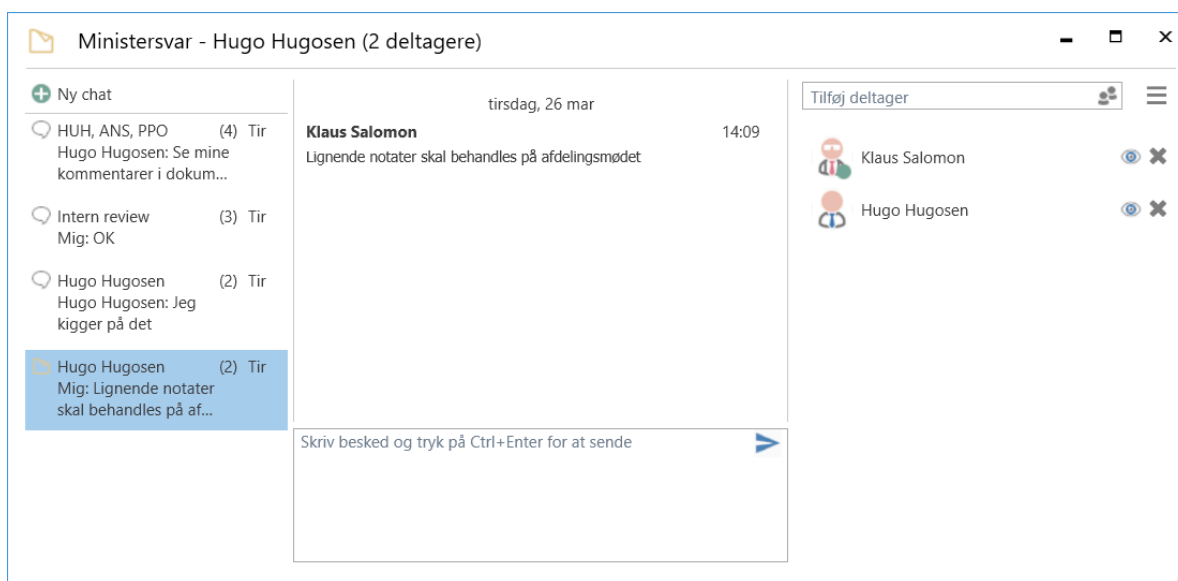 Ministersvar - Hugo Hugosen (2 deltagere)
Ny chat
HUH, ANS, PPO (4) Tir
Hugo Hugosen: Se mine
kommentarer i dokum...
Intern review (3) Tir
Mig: OK
Hugo Hugosen (2) Tir
Hugo Hugosen: Jeg
kigger på det
Hugo Hugosen (2) Tir
Mig: Lignende notater
skal behandles på af...
tirsdag, 26 mar
Klaus Salomon 14:09
Lignende notater skal behandles på afdelingsmødet
Skriv besked og tryk på Ctrl+Enter for at sende
Tilføj deltager
Klaus Salomon
Hugo Hugosen